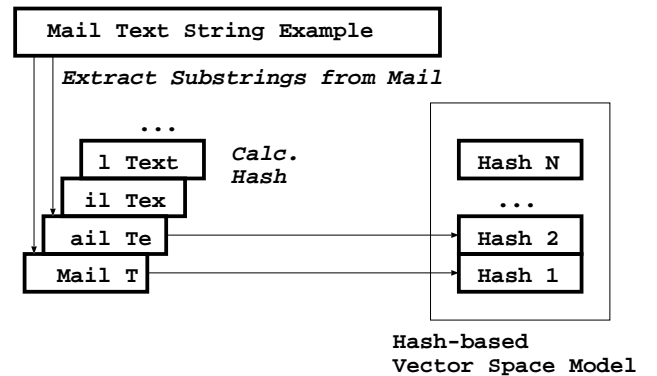 Mail Text String Example
Extract Substrings from Mail
...
l Text
Calc.
Hash
Hash N
il Tex
...
ail Te
Hash 2
Mail T
Hash 1
Hash-based
Vector Space Model